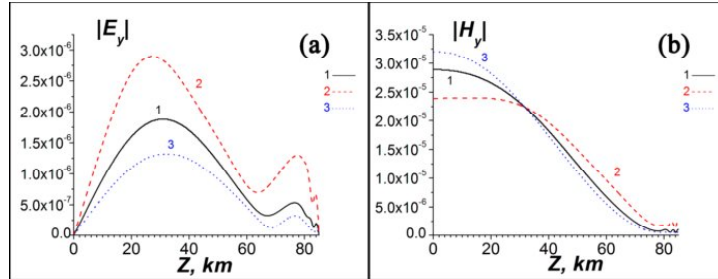 |E_y|
(a)
3.0x10^-6
2.5x10^-6
2.0x10^-6
1.5x10^-6
1.0x10^-6
5.0x10^-7
0.0
0 20 40 60 80
Z, km
1
2
3
1
2
3
|H_y|
(b)
3.5x10^-5
3.0x10^-5
2.5x10^-5
2.0x10^-5
1.5x10^-5
1.0x10^-5
5.0x10^-6
0.0
0 20 40 60 80
Z, km
3
1
2
1
2
3